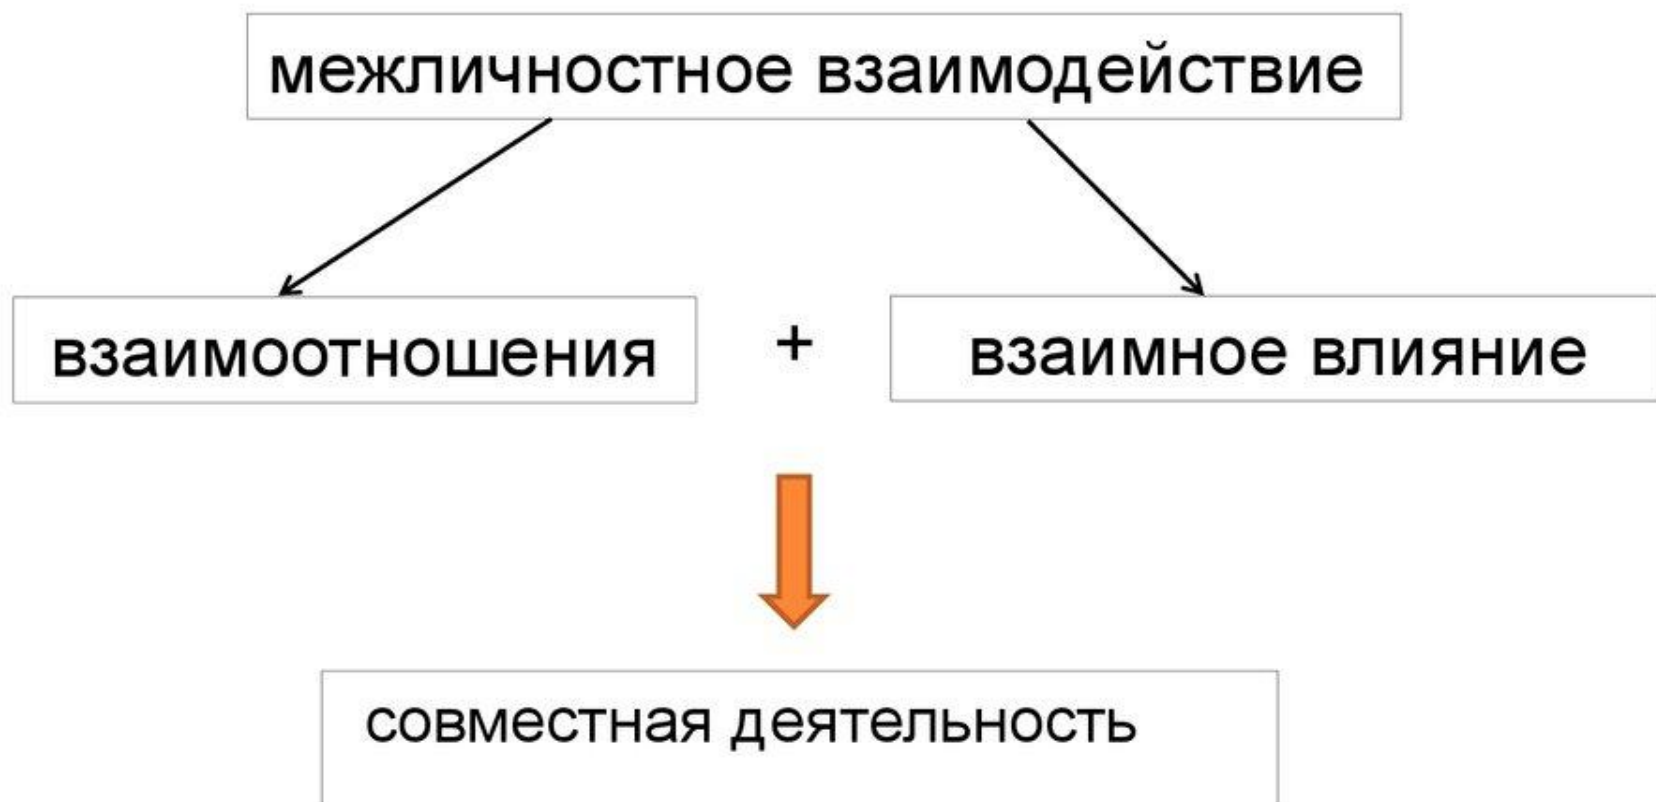 межличностное взаимодействие
взаимоотношения + взаимное влияние
совместная деятельность